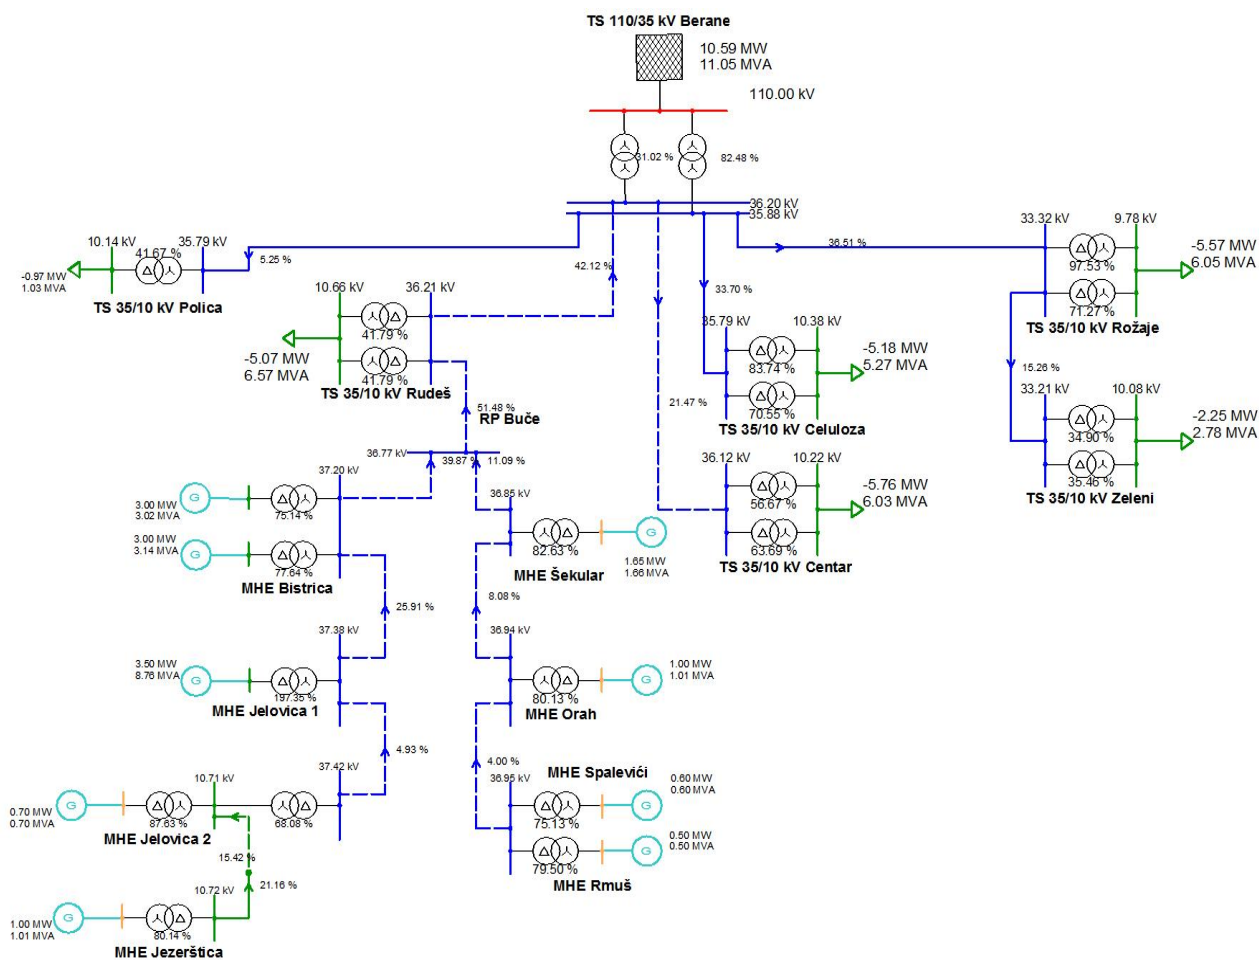 TS 110/35 kV Berane
10.59 MW
11.05 MVA
110.00 kV
31.02 %
82.48 %
36.20 kV
35.88 kV
10.14 kV
41.67 %
35.79 kV
5.25 %
-0.97 MW
1.03 MVA
TS 35/10 kV Polica
42.12 %
36.51 %
33.32 kV
9.78 kV
97.53 %
71.27 %
-5.57 MW
6.05 MVA
TS 35/10 kV Rožaje
10.66 kV
36.21 kV
41.79 %
41.79 %
-5.07 MW
6.57 MVA
TS 35/10 kV Rudeš
33.70 %
35.79 kV
10.38 kV
83.74 %
70.55 %
-5.18 MW
5.27 MVA
TS 35/10 kV Celuloza
15.26 %
33.21 kV
10.08 kV
34.90 %
35.46 %
-2.25 MW
2.78 MVA
TS 35/10 kV Zeleni
21.47 %
51.48 %
RP Buče
36.77 kV
39.87 %
11.09 %
36.12 kV
10.22 kV
56.67 %
63.69 %
-5.76 MW
6.03 MVA
TS 35/10 kV Centar
37.20 kV
G
3.00 MW
3.02 MVA
75.14 %
G
3.00 MW
3.14 MVA
77.64 %
MHE Bistrica
36.85 kV
82.63 %
G
1.65 MW
1.66 MVA
MHE Šekular
25.91 %
8.08 %
37.38 kV
3.50 MW
8.76 MVA
G
197.35 %
MHE Jelovica 1
36.94 kV
80.13 %
G
1.00 MW
1.01 MVA
MHE Orah
4.93 %
4.00 %
37.42 kV
10.71 kV
0.70 MW
0.70 MVA
G
87.63 %
68.08 %
MHE Jelovica 2
MHE Spalevići
36.95 kV
75.13 %
G
0.60 MW
0.60 MVA
79.50 %
G
0.50 MW
0.50 MVA
MHE Rmuš
15.42 %
21.16 %
10.72 kV
1.00 MW
1.01 MVA
G
80.14 %
MHE Jezerštica